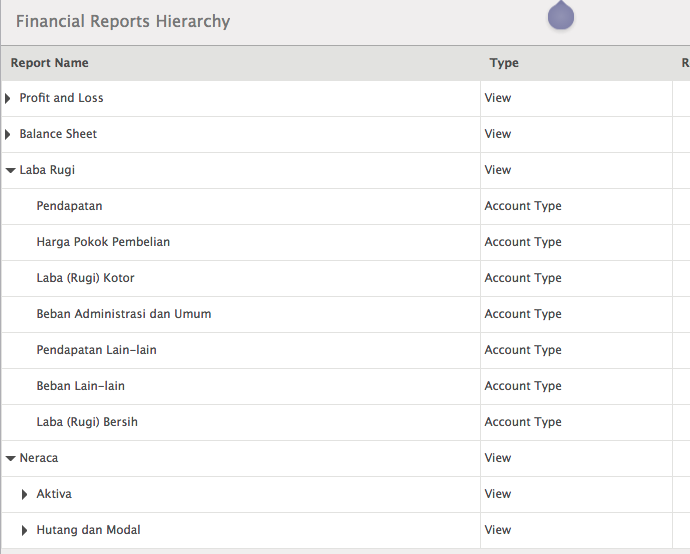 Financial Reports Hierarchy
Report Name Type R
Profit and Loss View
Balance Sheet View
Laba Rugi View
Pendapatan Account Type
Harga Pokok Pembelian Account Type
Laba (Rugi) Kotor Account Type
Beban Administrasi dan Umum Account Type
Pendapatan Lain-lain Account Type
Beban Lain-lain Account Type
Laba (Rugi) Bersih Account Type
Neraca View
Aktiva View
Hutang dan Modal View